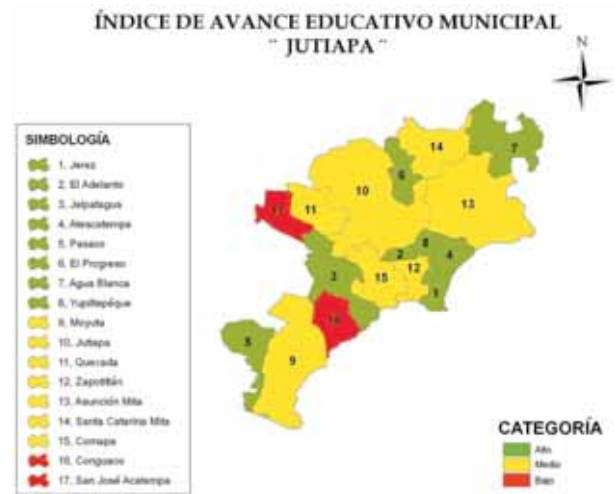 ÍNDICE DE AVANCE EDUCATIVO MUNICIPAL
¨ JUTIAPA ¨
N
SIMBOLOGÍA
1, Jerez
2, El Adelanto
3, Jalpatagua
4, Atescatempa
5, Pasaco
6, El Progreso
7, Agua Blanca
8, Yupiltepéque
9, Moyuta
10, Jutiapa
11, Quezada
12, Zapotitlán
13, Asunción Mita
14, Santa Catarina Mita
15, Comapa
16, Conguaco
17, San José Acatempa
14
7
6
10
13
17
11
8
2
4
12
3
15
1
16
5
9
CATEGORÍA
Alto
Medio
Bajo